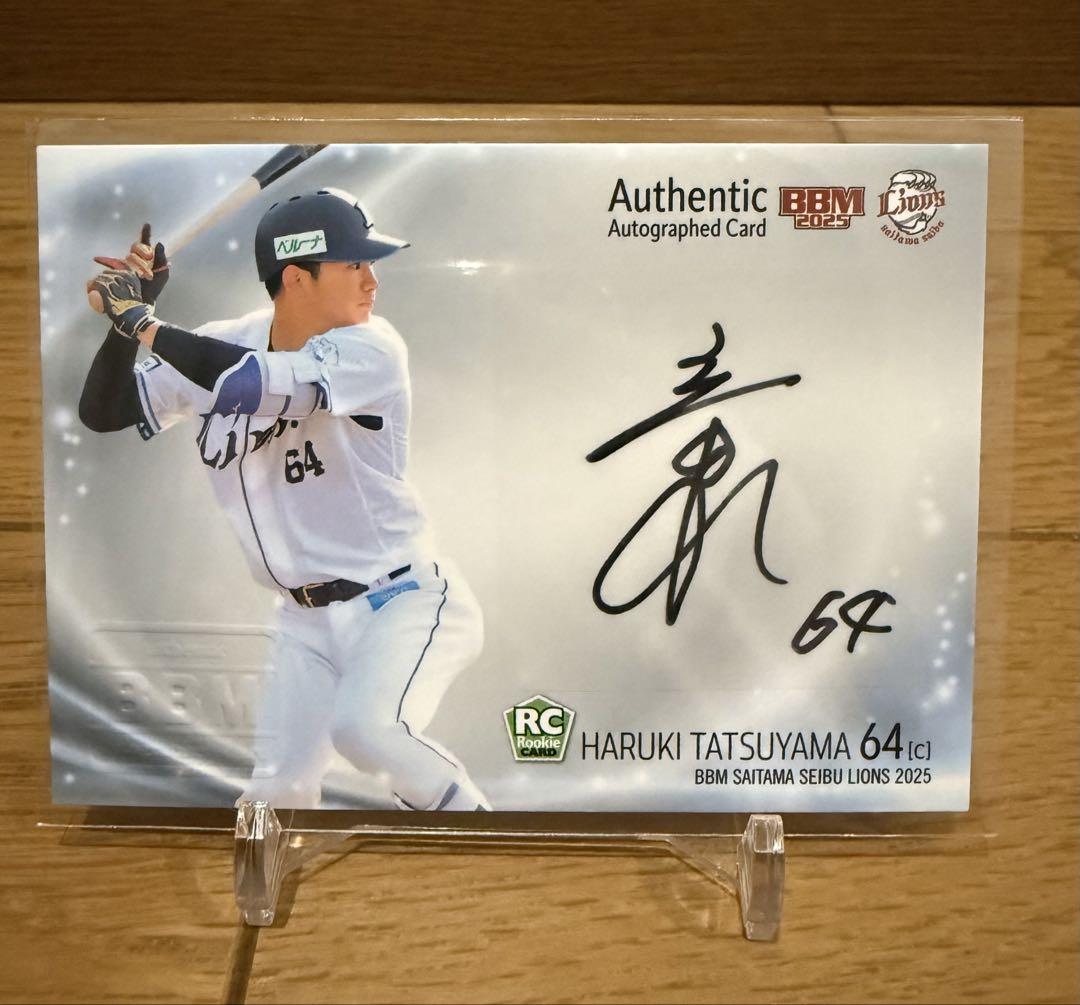 Authentic
Autographed Card
BBM
2025
Lions
Saitama Seibu
ベルーナ
Lions
64
64
BBM
RC
Rookie
CARD
HARUKI TATSUYAMA 64 [C]
BBM SAITAMA SEIBU LIONS 2025